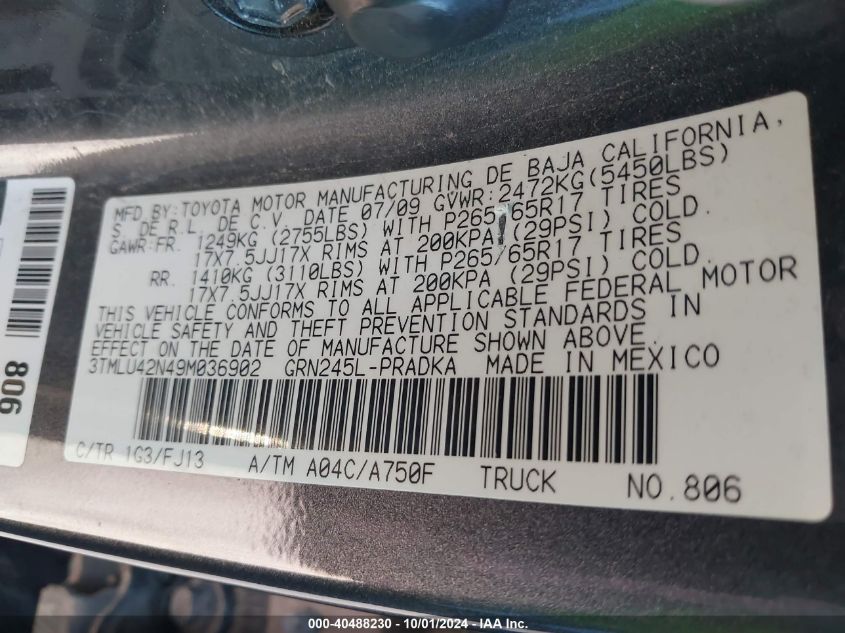 MFD BY:TOYOTA MOTOR MANUFACTURING DE BAJA CALIFORNIA,
S. DE R.L. DE C.V. DATE 07/09 GVWR:2472KG(5450LBS)
GAWR:FR. 1249KG (2755LBS) WITH P265/65R17 TIRES
17X7.5JJ17X RIMS AT 200KPA (29PSI) COLD.
RR. 1410KG (3110LBS) WITH P265/65R17 TIRES
17X7.5JJ17X RIMS AT 200KPA (29PSI) COLD.
THIS VEHICLE CONFORMS TO ALL APPLICABLE FEDERAL MOTOR
VEHICLE SAFETY AND THEFT PREVENTION STANDARDS IN
EFFECT ON THE DATE OF MANUFACTURE SHOWN ABOVE.
3TMLU42N49M036902 GRN245L-PRADKA MADE IN MEXICO
C/TR 1G3/FJ13 A/TM A04C/A750F TRUCK NO.806
806
000-40488230 - 10/01/2024 - IAA Inc.